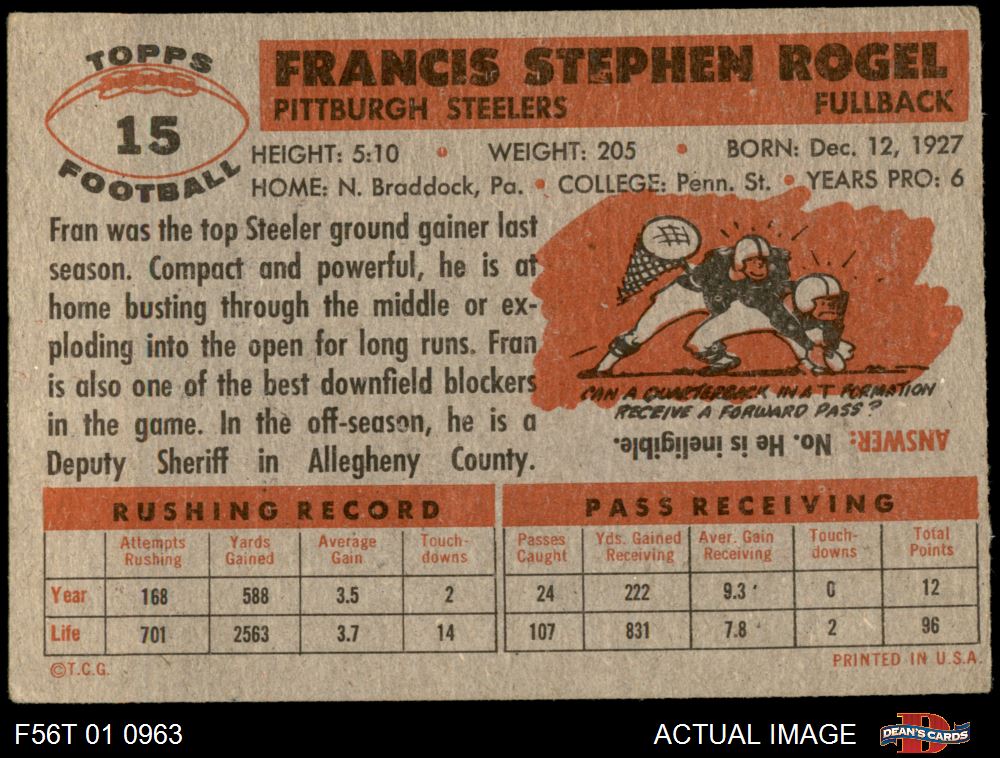 TOPPS
15
FOOTBALL
FRANCIS STEPHEN ROGEL
PITTBURGH STEELERS FULLBACK
HEIGHT: 5:10 • WEIGHT: 205 • BORN: Dec. 12, 1927
HOME: N. Braddock, Pa. • COLLEGE: Penn. St. • YEARS PRO: 6
Fran was the top Steeler ground gainer last
season. Compact and powerful, he is at
home busting through the middle or ex-
ploding into the open for long runs. Fran
is also one of the best downfield blockers
in the game. In the off-season, he is a
Deputy Sheriff in Allegheny County.
CAN A QUARTERBACK IN A T FORMATION
RECEIVE A FORWARD PASS?
ANSWER: No. He is ineligible.
RUSHING RECORD
Attempts Rushing Yards Gained Average Gain Touch-downs
Year 168 588 3.5 2
Life 701 2563 3.7 14
PASS RECEIVING
Passes Caught Yds. Gained Receiving Aver. Gain Receiving Touch-downs Total Points
24 222 9.3 0 12
107 831 7.8 2 96
©T.C.G. PRINTED IN U.S.A.
F56T 01 0963 ACTUAL IMAGE DEAN'S CARDS